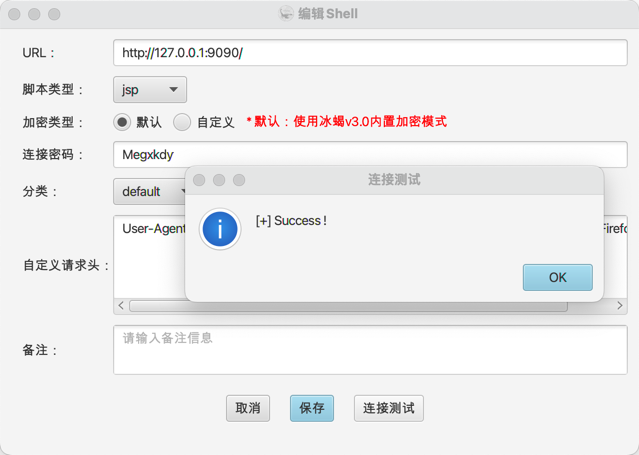 编辑Shell
URL：
http://127.0.0.1:9090/
脚本类型：
jsp
加密类型：
默认
自定义
*默认：使用冰蝎v3.0内置加密模式
连接密码：
Megxkdy
分类：
default
连接测试
[+] Success！
OK
自定义请求头：
User-Agent
备注：
请输入备注信息
取消
保存
连接测试